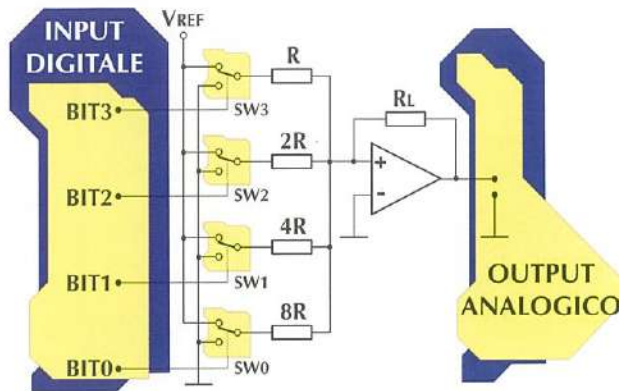 INPUT
DIGITALE
VREF
BIT3
SW3
R
BIT2
SW2
2R
BIT1
SW1
4R
BIT0
SW0
8R
RL
+
-
OUTPUT
ANALOGICO